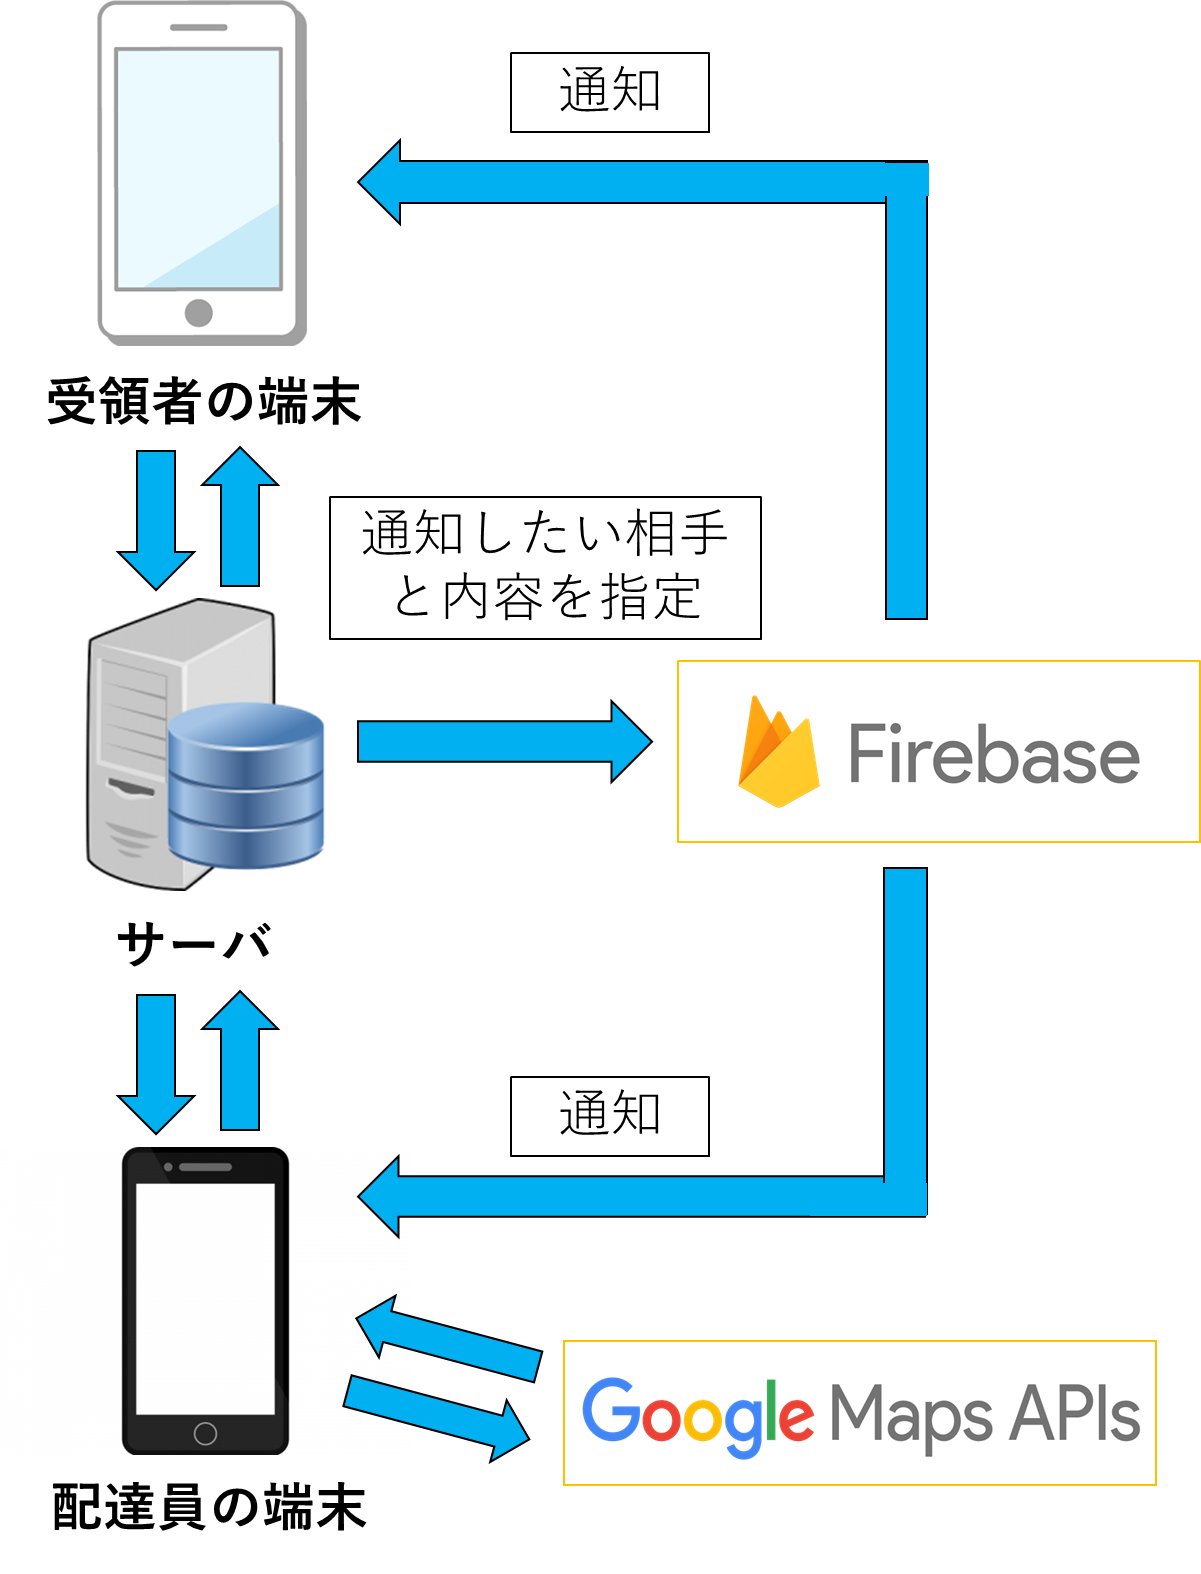 通知
受領者の端末
通知したい相手
と内容を指定
Firebase
サーバ
通知
Google Maps APIs
配達員の端末